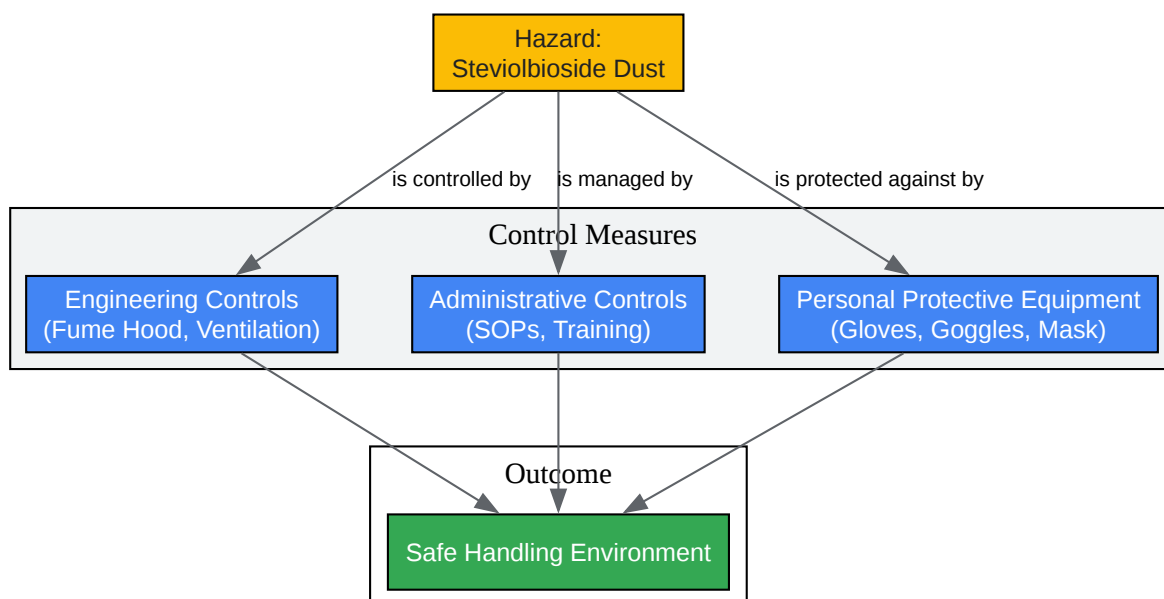 Hazard:
Steviolbioside Dust
is controlled by
is managed by
is protected against by
Control Measures
Engineering Controls
(Fume Hood, Ventilation)
Administrative Controls
(SOPs, Training)
Personal Protective Equipment
(Gloves, Goggles, Mask)
Outcome
Safe Handling Environment